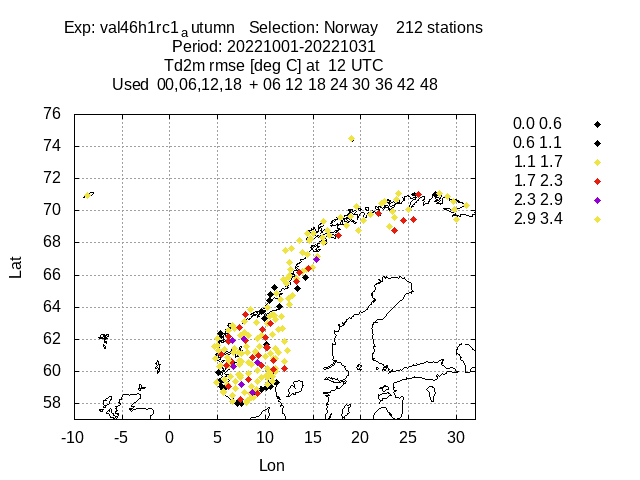 Exp: val46h1rc1a utumn   Selection: Norway    212 stations
Period: 20221001-20221031
Td2m rmse [deg C] at  12 UTC
Used  00,06,12,18  + 06 12 18 24 30 36 42 48
76
74
72
70
68
66
64
62
60
58
Lat
-10 -5 0 5 10 15 20 25 30
Lon
0.0 0.6
0.6 1.1
1.1 1.7
1.7 2.3
2.3 2.9
2.9 3.4